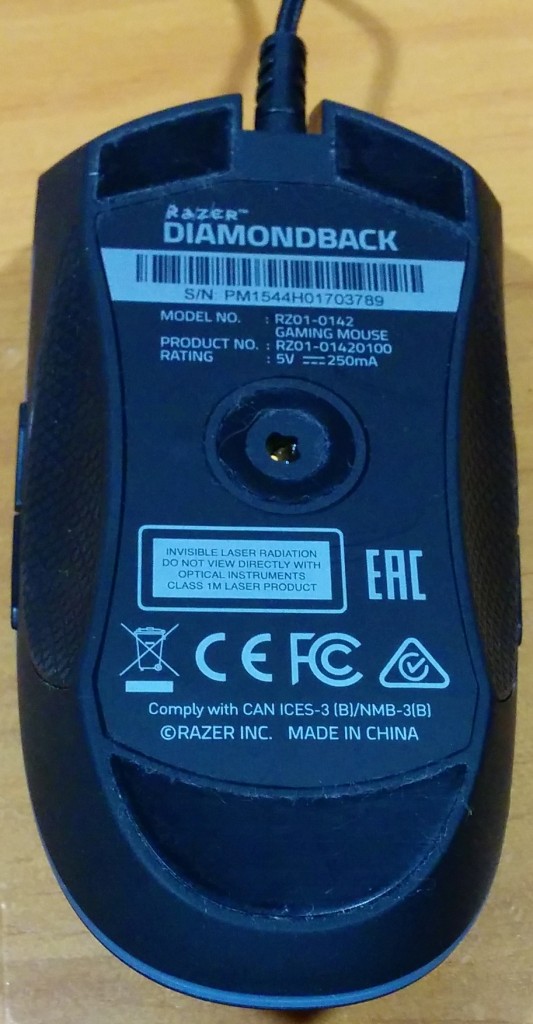 RAZER™
DIAMONDBACK
S/N: PM1544H01703789
MODEL NO. : RZ01-0142
GAMING MOUSE
PRODUCT NO. : RZ01-01420100
RATING : 5V ⎓ 250mA
INVISIBLE LASER RADIATION
DO NOT VIEW DIRECTLY WITH
OPTICAL INSTRUMENTS
CLASS 1M LASER PRODUCT
EAC
CE FC
Comply with CAN ICES-3 (B)/NMB-3(B)
©RAZER INC. MADE IN CHINA